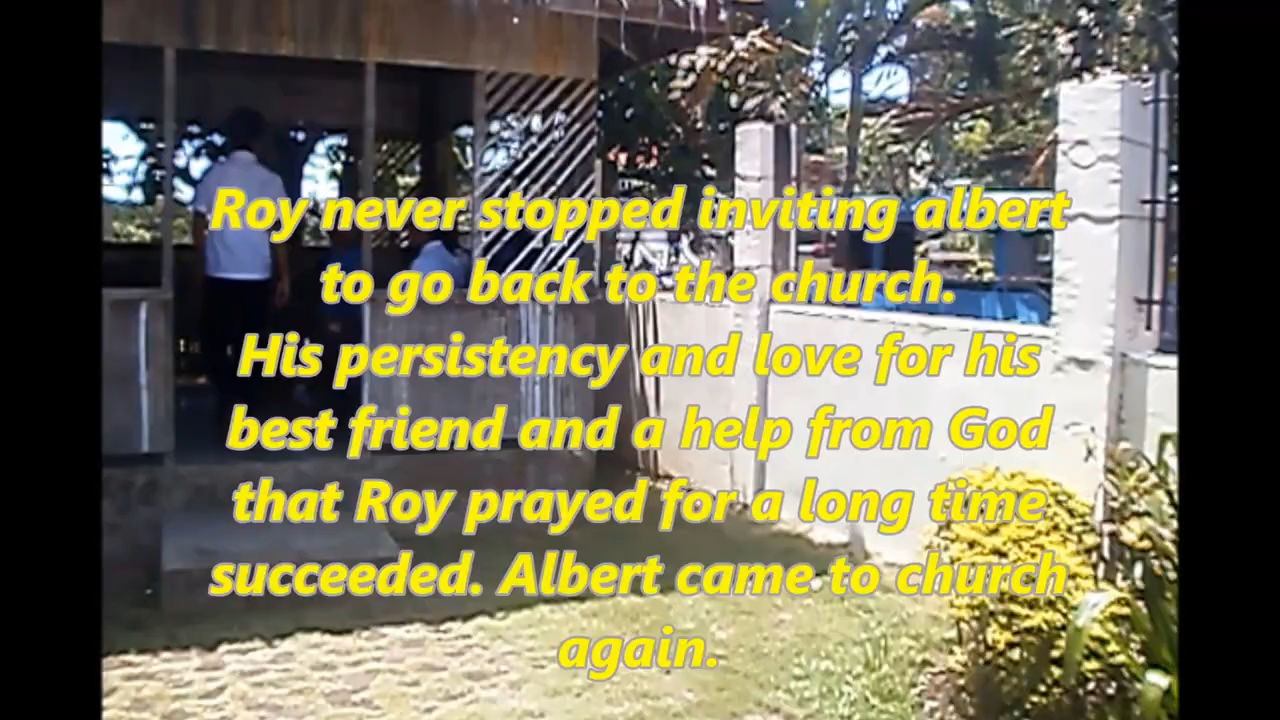 Roy never stopped inviting albert
to go back to the church.
His persistency and love for his
best friend and a help from God
that Roy prayed for a long time
succeeded. Albert came to church
again.